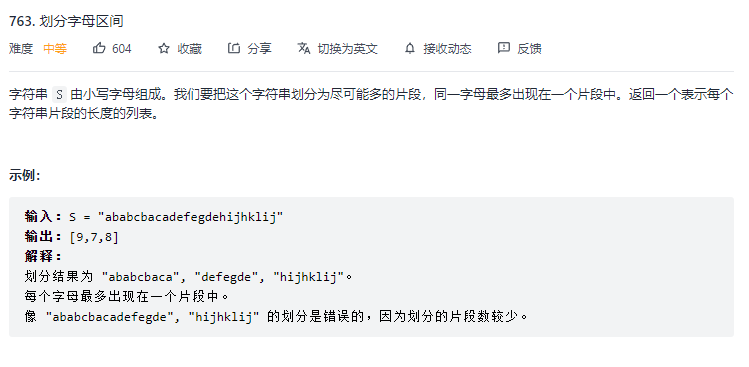 763. 划分字母区间
难度 中等 604 收藏 分享 切换为英文 接收动态 反馈
字符串 S 由小写字母组成。我们要把这个字符串划分为尽可能多的片段，同一字母最多出现在一个片段中。返回一个表示每个
字符串片段的长度的列表。
示例：
输入：S = "ababcbacadefegdehijhklij"
输出：[9,7,8]
解释：
划分结果为 "ababcbaca", "defegde", "hijhklij"。
每个字母最多出现在一个片段中。
像 "ababcbacadefegde", "hijhklij" 的划分是错误的，因为划分的片段数较少。